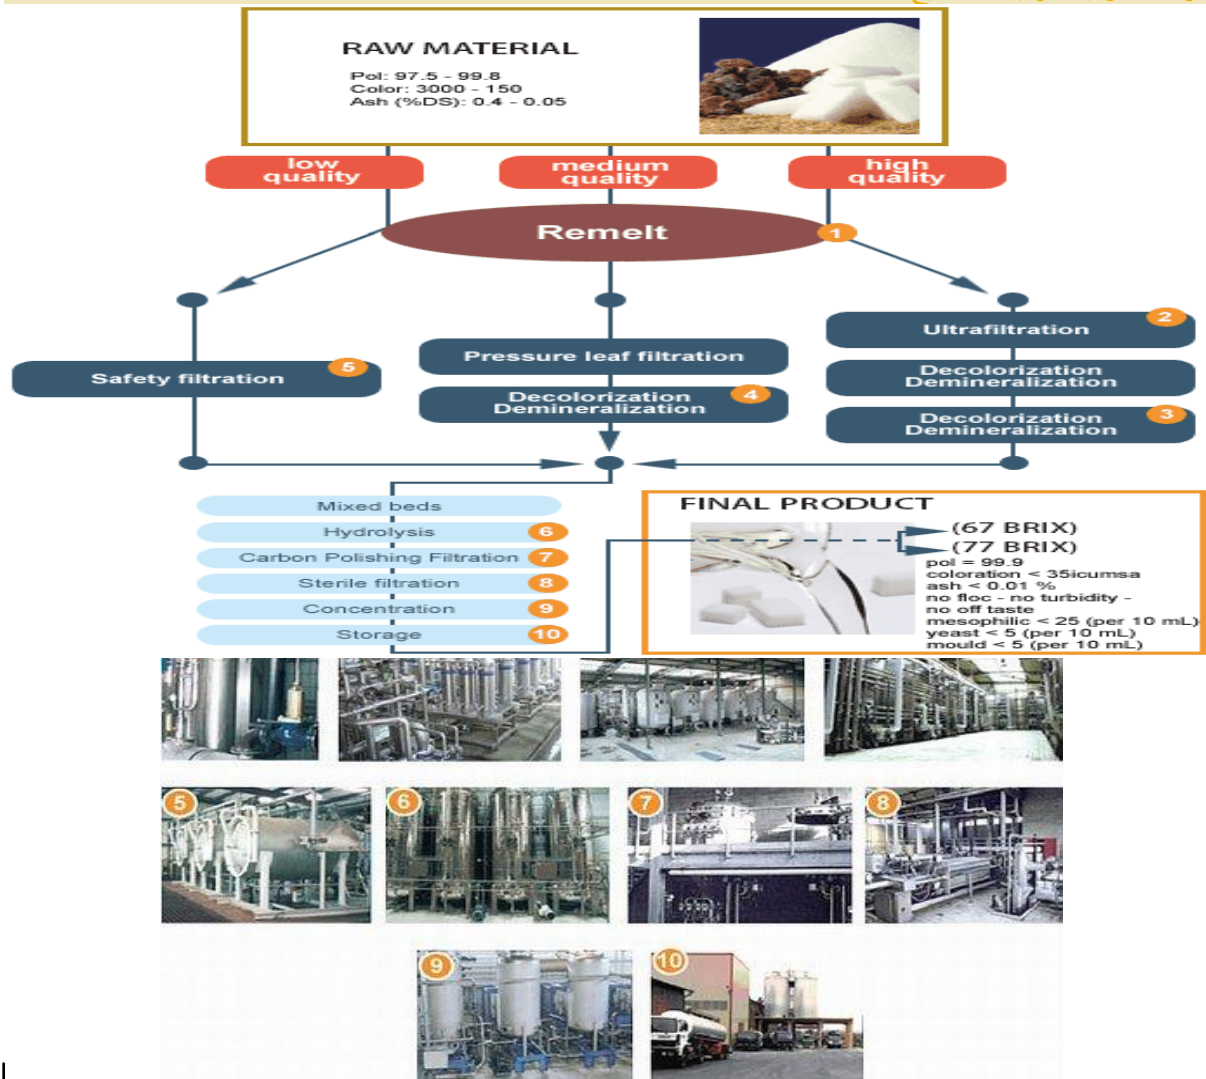 RAW MATERIAL
Pol: 97.5 - 99.8
Color: 3000 - 150
Ash (%DS): 0.4 - 0.05
low
quality
medium
quality
high
quality
Remelt
1
Safety filtration
5
Pressure leaf filtration
Decolorization
Demineralization
4
Ultrafiltration
2
Decolorization
Demineralization
Decolorization
Demineralization
3
Mixed beds
Hydrolysis
6
Carbon Polishing Filtration
7
Sterile filtration
8
Concentration
9
Storage
10
FINAL PRODUCT
(67 BRIX)
(77 BRIX)
pol = 99.9
coloration < 35icumsa
ash < 0.01 %
no floc - no turbidity -
no off taste
mesophilic < 25 (per 10 mL)
yeast < 5 (per 10 mL)
mould < 5 (per 10 mL)
5
6
7
8
9
10